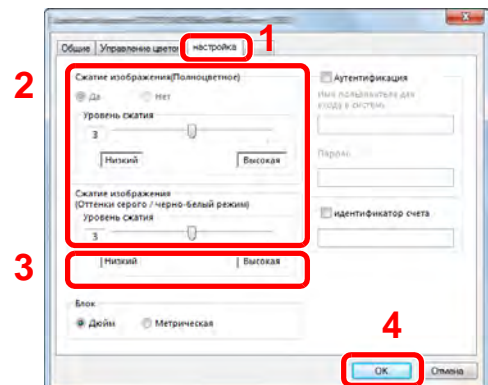 1
Общие Управление цветом настройка
2
Сжатие изображения(Полноцветное)
Да Нет
Уровень сжатия
3
Низкий Высокая
Сжатие изображения
(Оттенки серого / черно-белый режим)
Уровень сжатия
3
3
Низкий Высокая
Блок
Дюйм Метрическая
Аутентификация
Имя пользователя для
входа в систему
Пароль
идентификатор счета
4
OK Отмена